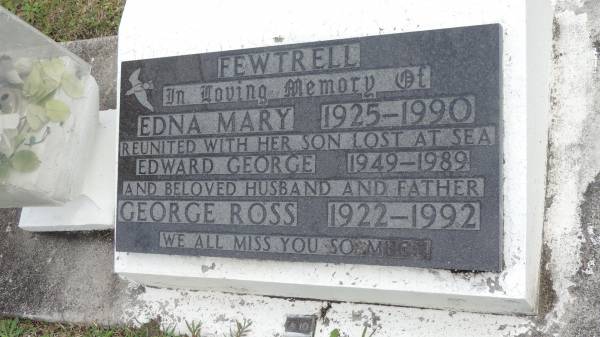 FEWTRELL
In Loving Memory Of
EDNA MARY 1925–1990
REUNITED WITH HER SON LOST AT SEA
EDWARD GEORGE 1949–1989
AND BELOVED HUSBAND AND FATHER
GEORGE ROSS 1922–1992
WE ALL MISS YOU SO MUCH